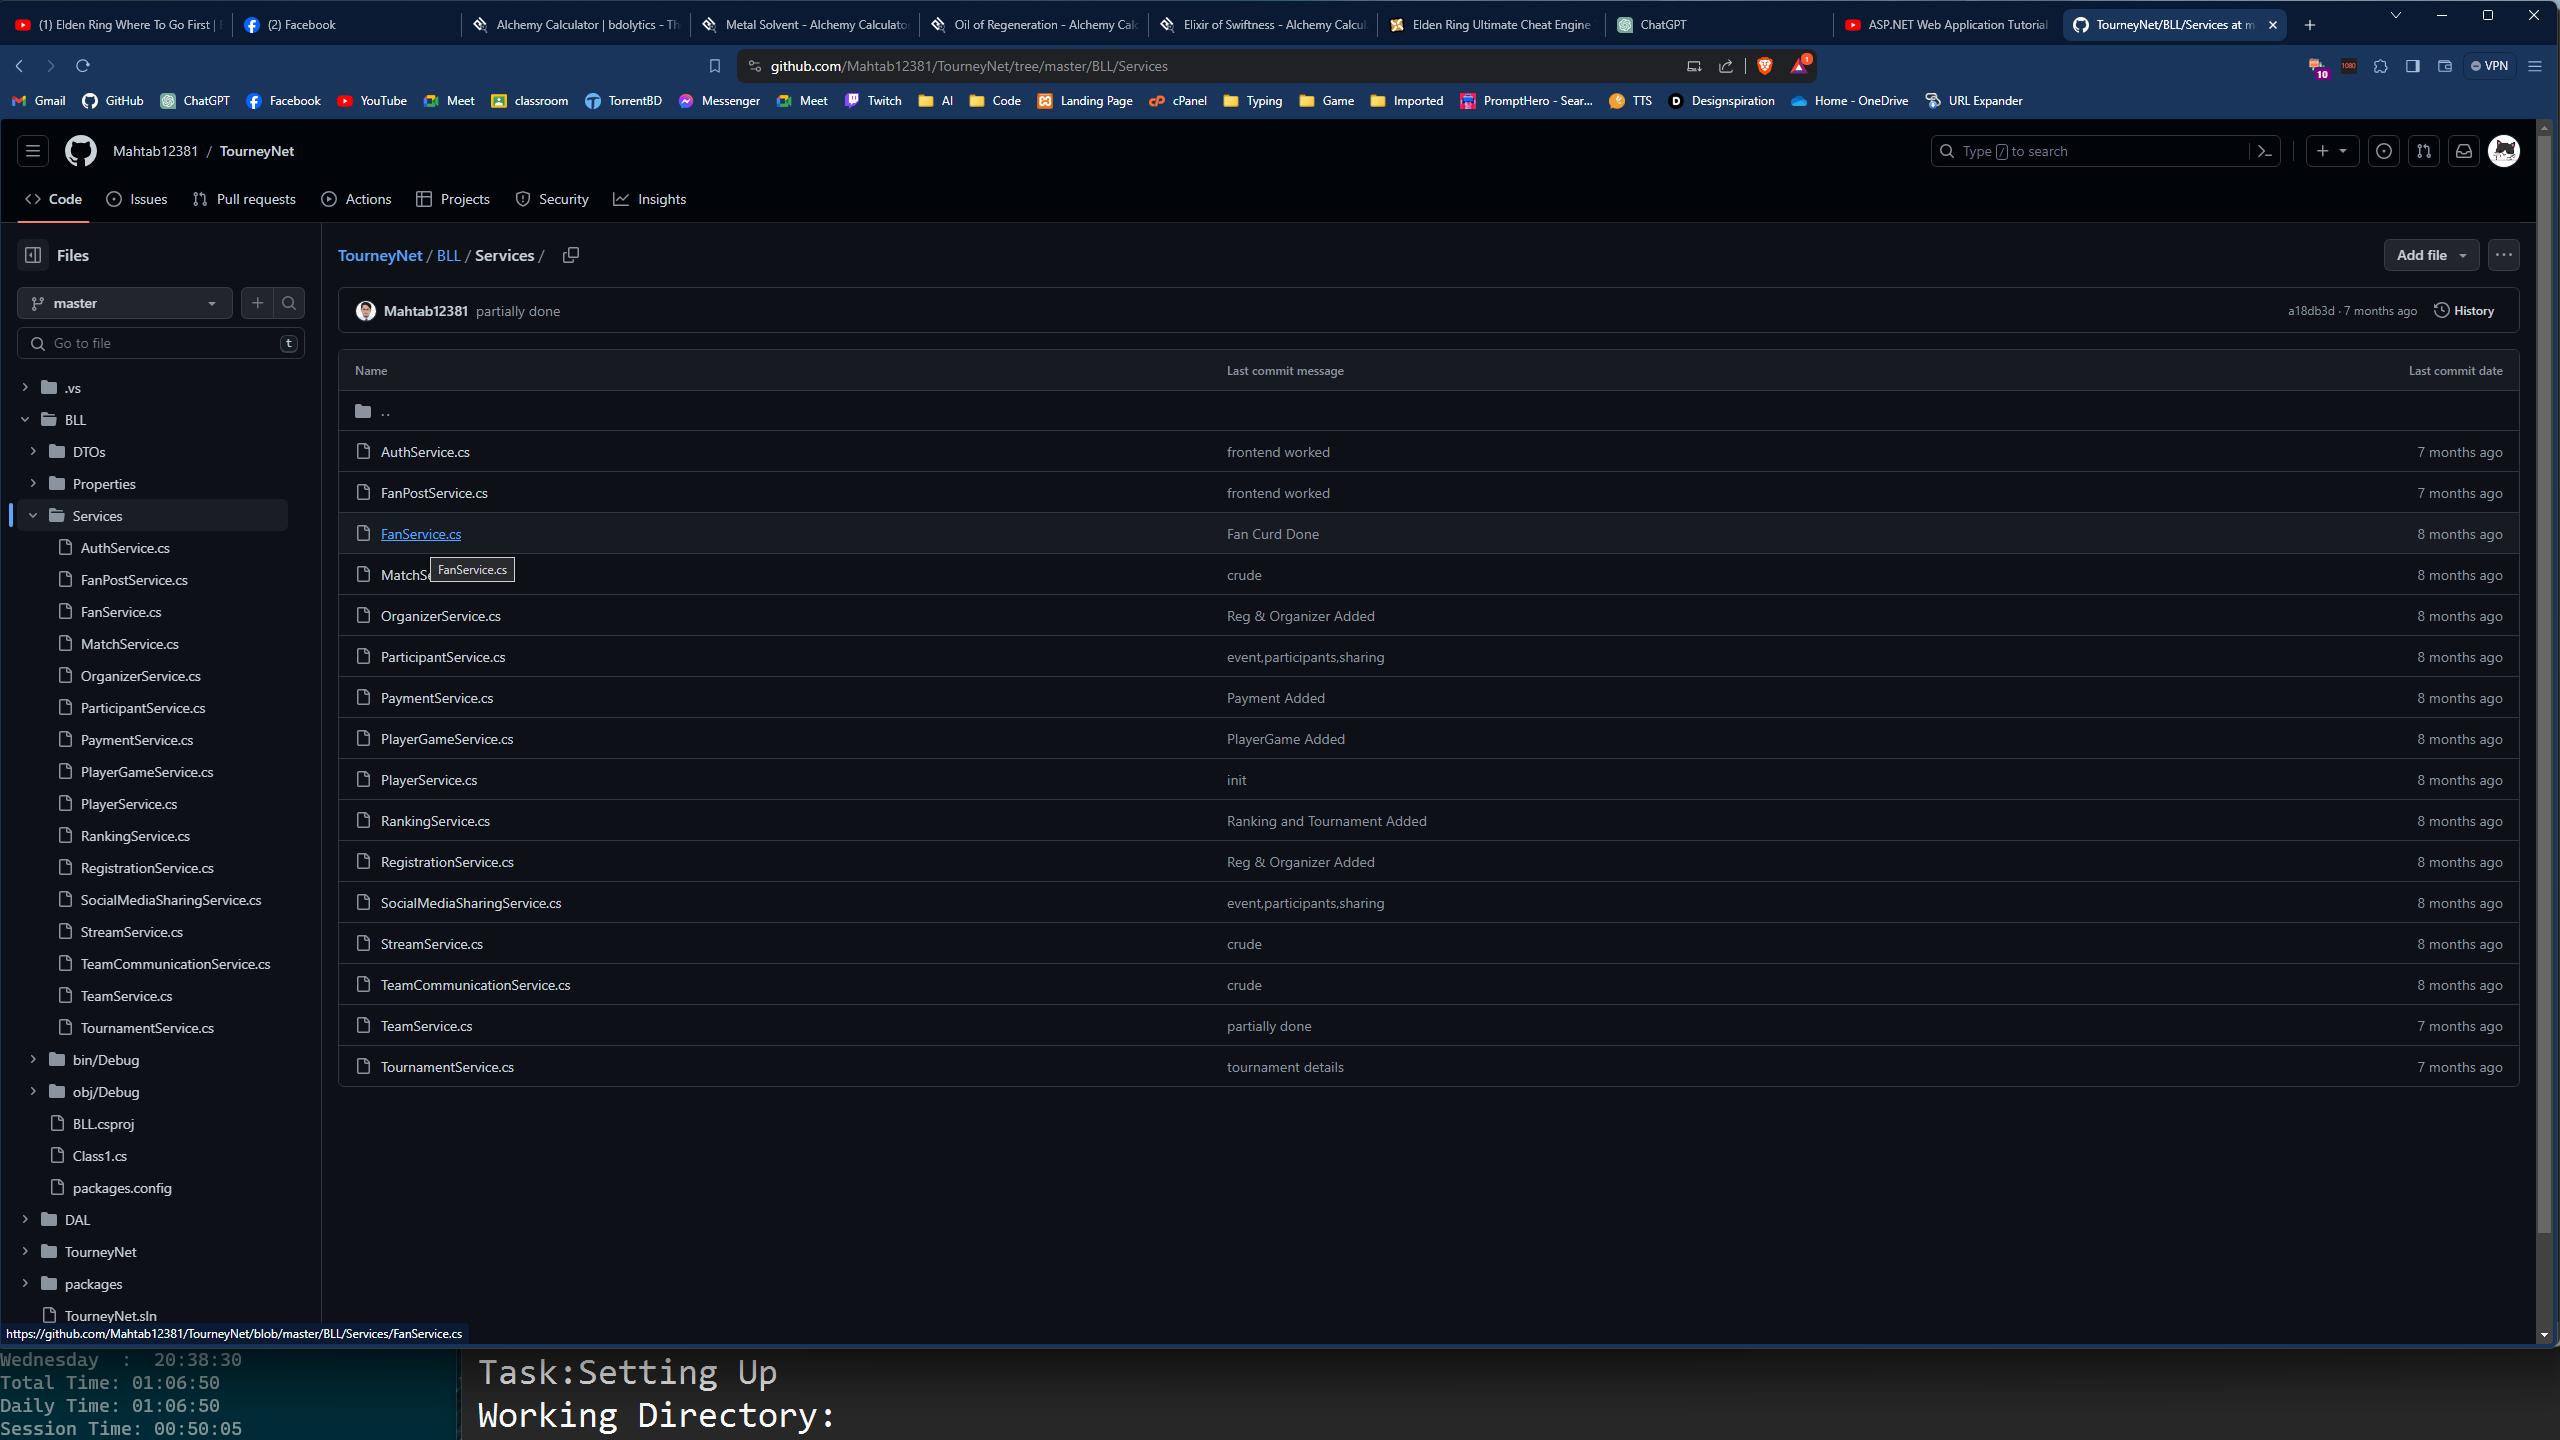 (1) Elden Ring Where To Go First |
(2) Facebook
Alchemy Calculator | bdolytics - Th
Metal Solvent - Alchemy Calculator
Oil of Regeneration - Alchemy Calc
Elixir of Swiftness - Alchemy Calcul
Elden Ring Ultimate Cheat Engine
ChatGPT
ASP.NET Web Application Tutorial
TourneyNet/BLL/Services at m
github.com/Mahtab12381/TourneyNet/tree/master/BLL/Services
1
10
1080
VPN
Gmail
GitHub
ChatGPT
Facebook
YouTube
Meet
classroom
TorrentBD
Messenger
Meet
Twitch
AI
Code
Landing Page
cPanel
Typing
Game
Imported
PromptHero - Sear...
TTS
Designspiration
Home - OneDrive
URL Expander
Mahtab12381 / TourneyNet
Type / to search
Code
Issues
Pull requests
Actions
Projects
Security
Insights
Files
master
Go to file
t
.vs
BLL
DTOs
Properties
Services
AuthService.cs
FanPostService.cs
FanService.cs
MatchService.cs
OrganizerService.cs
ParticipantService.cs
PaymentService.cs
PlayerGameService.cs
PlayerService.cs
RankingService.cs
RegistrationService.cs
SocialMediaSharingService.cs
StreamService.cs
TeamCommunicationService.cs
TeamService.cs
TournamentService.cs
bin/Debug
obj/Debug
BLL.csproj
Class1.cs
packages.config
DAL
TourneyNet
packages
TourneyNet.sln
https://github.com/Mahtab12381/TourneyNet/blob/master/BLL/Services/FanService.cs
TourneyNet / BLL / Services /
Add file
Mahtab12381 partially done
a18db3d · 7 months ago
History
Name Last commit message Last commit date
..
AuthService.cs frontend worked 7 months ago
FanPostService.cs frontend worked 7 months ago
FanService.cs Fan Curd Done 8 months ago
MatchSe crude 8 months ago
FanService.cs
OrganizerService.cs Reg & Organizer Added 8 months ago
ParticipantService.cs event,participants,sharing 8 months ago
PaymentService.cs Payment Added 8 months ago
PlayerGameService.cs PlayerGame Added 8 months ago
PlayerService.cs init 8 months ago
RankingService.cs Ranking and Tournament Added 8 months ago
RegistrationService.cs Reg & Organizer Added 8 months ago
SocialMediaSharingService.cs event,participants,sharing 8 months ago
StreamService.cs crude 8 months ago
TeamCommunicationService.cs crude 8 months ago
TeamService.cs partially done 7 months ago
TournamentService.cs tournament details 7 months ago
Wednesday : 20:38:30
Total Time: 01:06:50
Daily Time: 01:06:50
Session Time: 00:50:05
Task:Setting Up
Working Directory: